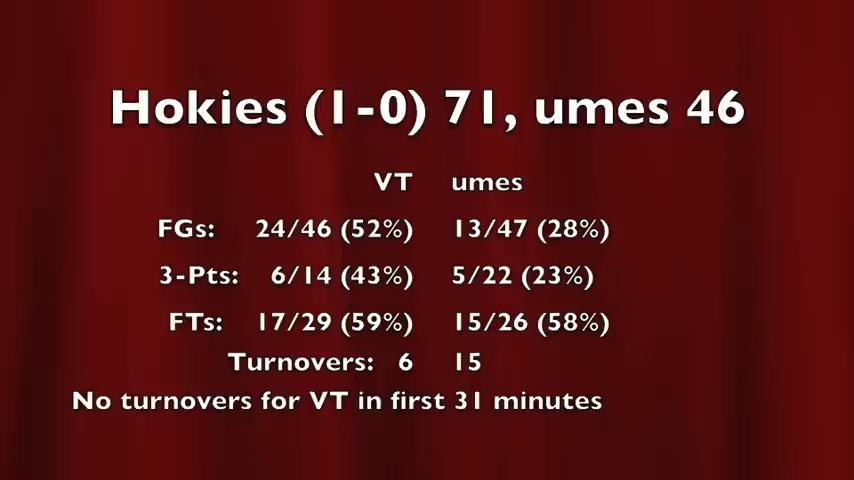 Hokies (1-0) 71, umes 46
VT umes
FGs: 24/46 (52%) 13/47 (28%)
3-Pts: 6/14 (43%) 5/22 (23%)
FTs: 17/29 (59%) 15/26 (58%)
Turnovers: 6 15
No turnovers for VT in first 31 minutes